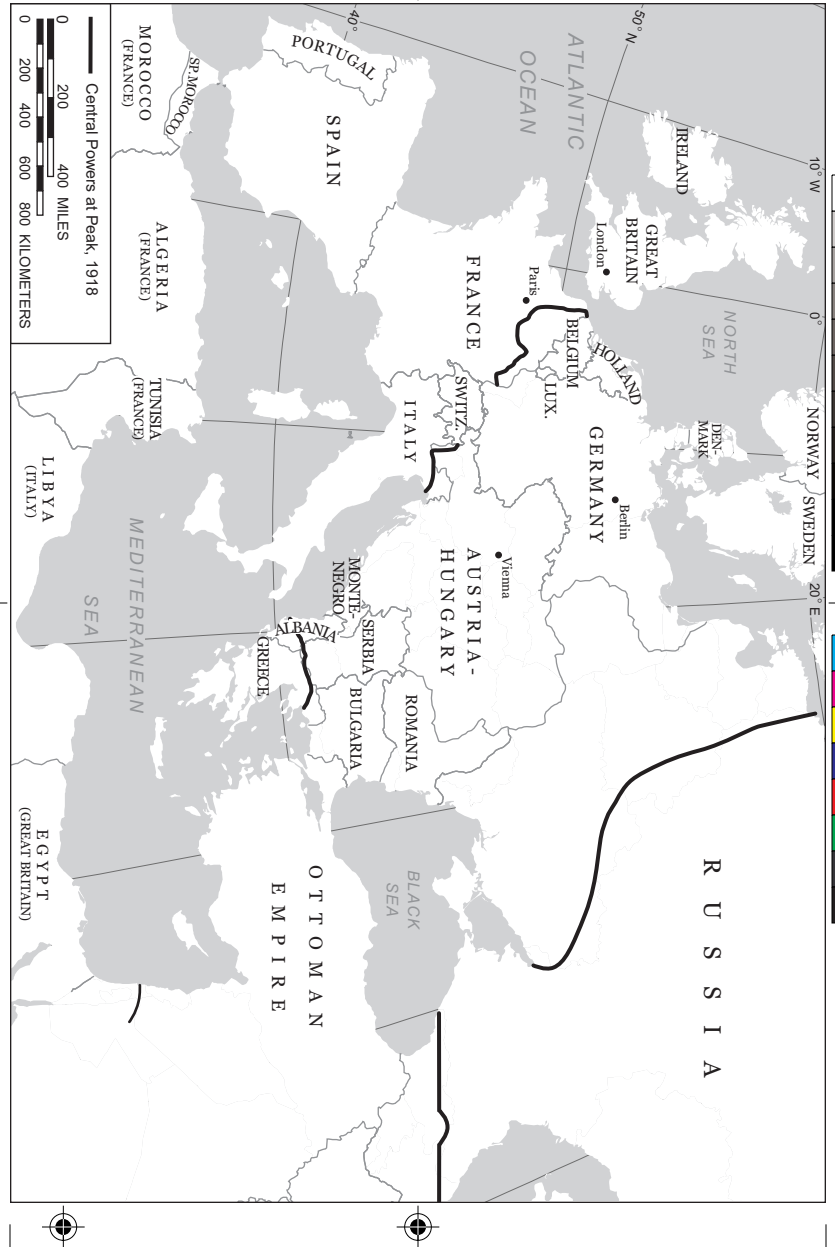 40°
50° N
10° W
0°
20° E
ATLANTIC
OCEAN
IRELAND
GREAT
BRITAIN
London
NORTH
SEA
NORWAY
SWEDEN
DEN-
MARK
HOLLAND
BELGIUM
LUX.
GERMANY
Berlin
Paris
FRANCE
SWITZ.
ITALY
PORTUGAL
SPAIN
AUSTRIA-
HUNGARY
Vienna
MONTE-
NEGRO
SERBIA
ALBANIA
GREECE
BULGARIA
ROMANIA
RUSSIA
BLACK
SEA
OTTOMAN
EMPIRE
MEDITERRANEAN
SEA
SP. MOROCCO
MOROCCO
(FRANCE)
ALGERIA
(FRANCE)
TUNISIA
(FRANCE)
LIBYA
(ITALY)
EGYPT
(GREAT BRITAIN)
Central Powers at Peak, 1918
0 200 400 MILES
0 200 400 600 800 KILOMETERS